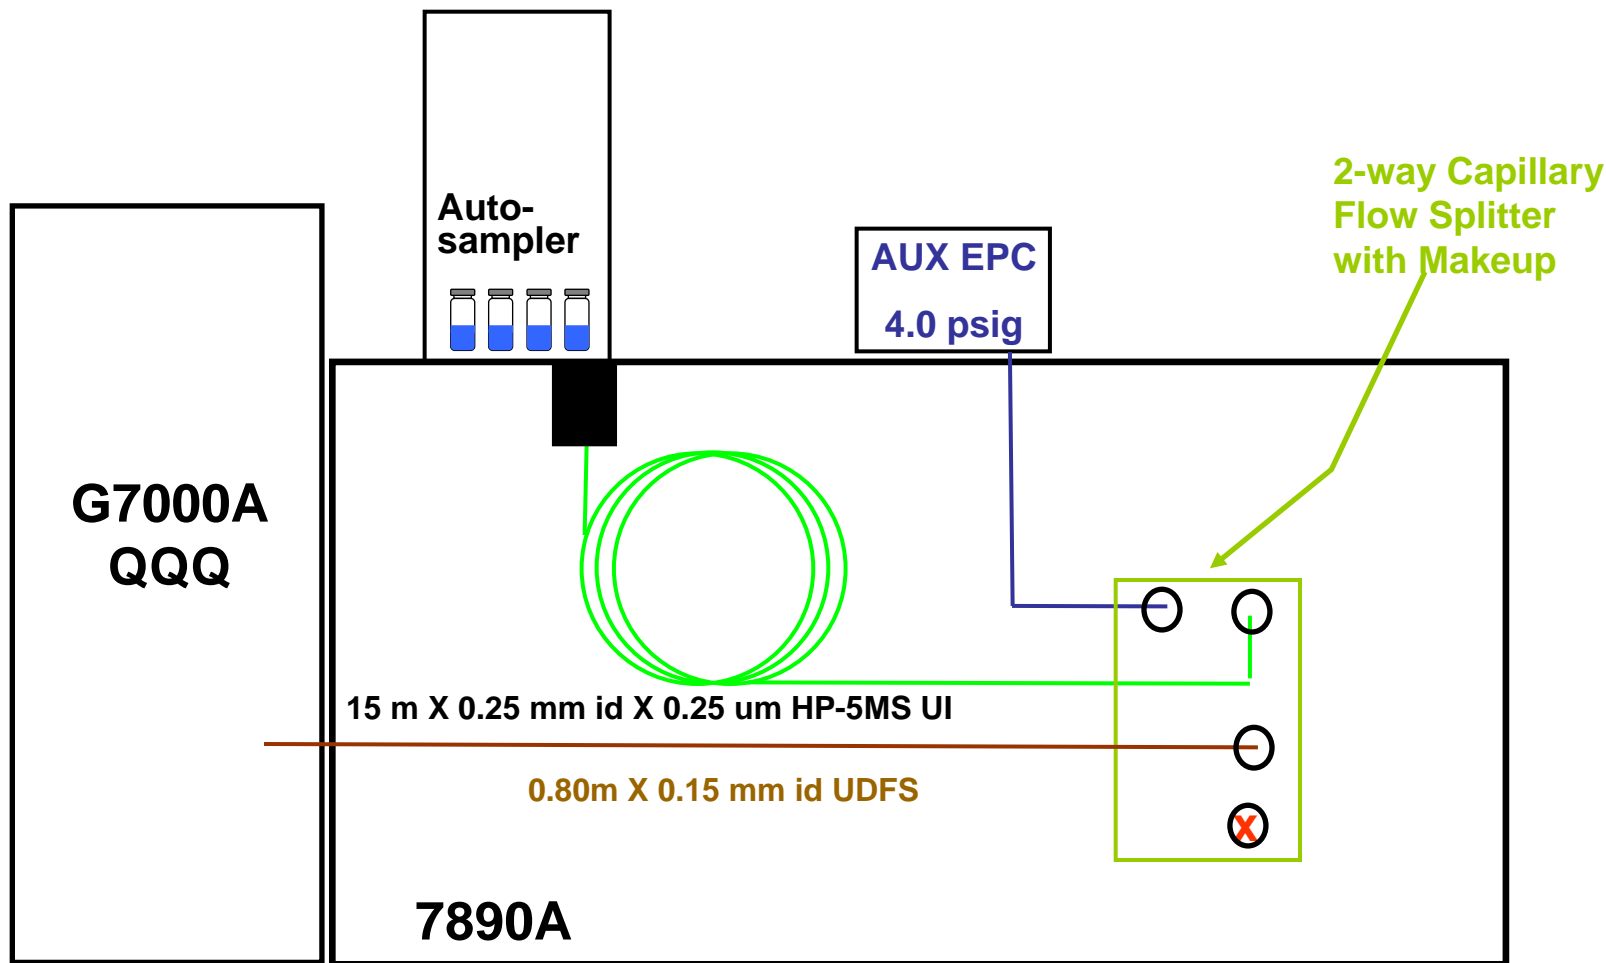 2-way Capillary
Flow Splitter
with Makeup
Auto-
sampler
AUX EPC
4.0 psig
G7000A
QQQ
15 m X 0.25 mm id X 0.25 um HP-5MS UI
0.80m X 0.15 mm id UDFS
X
7890A